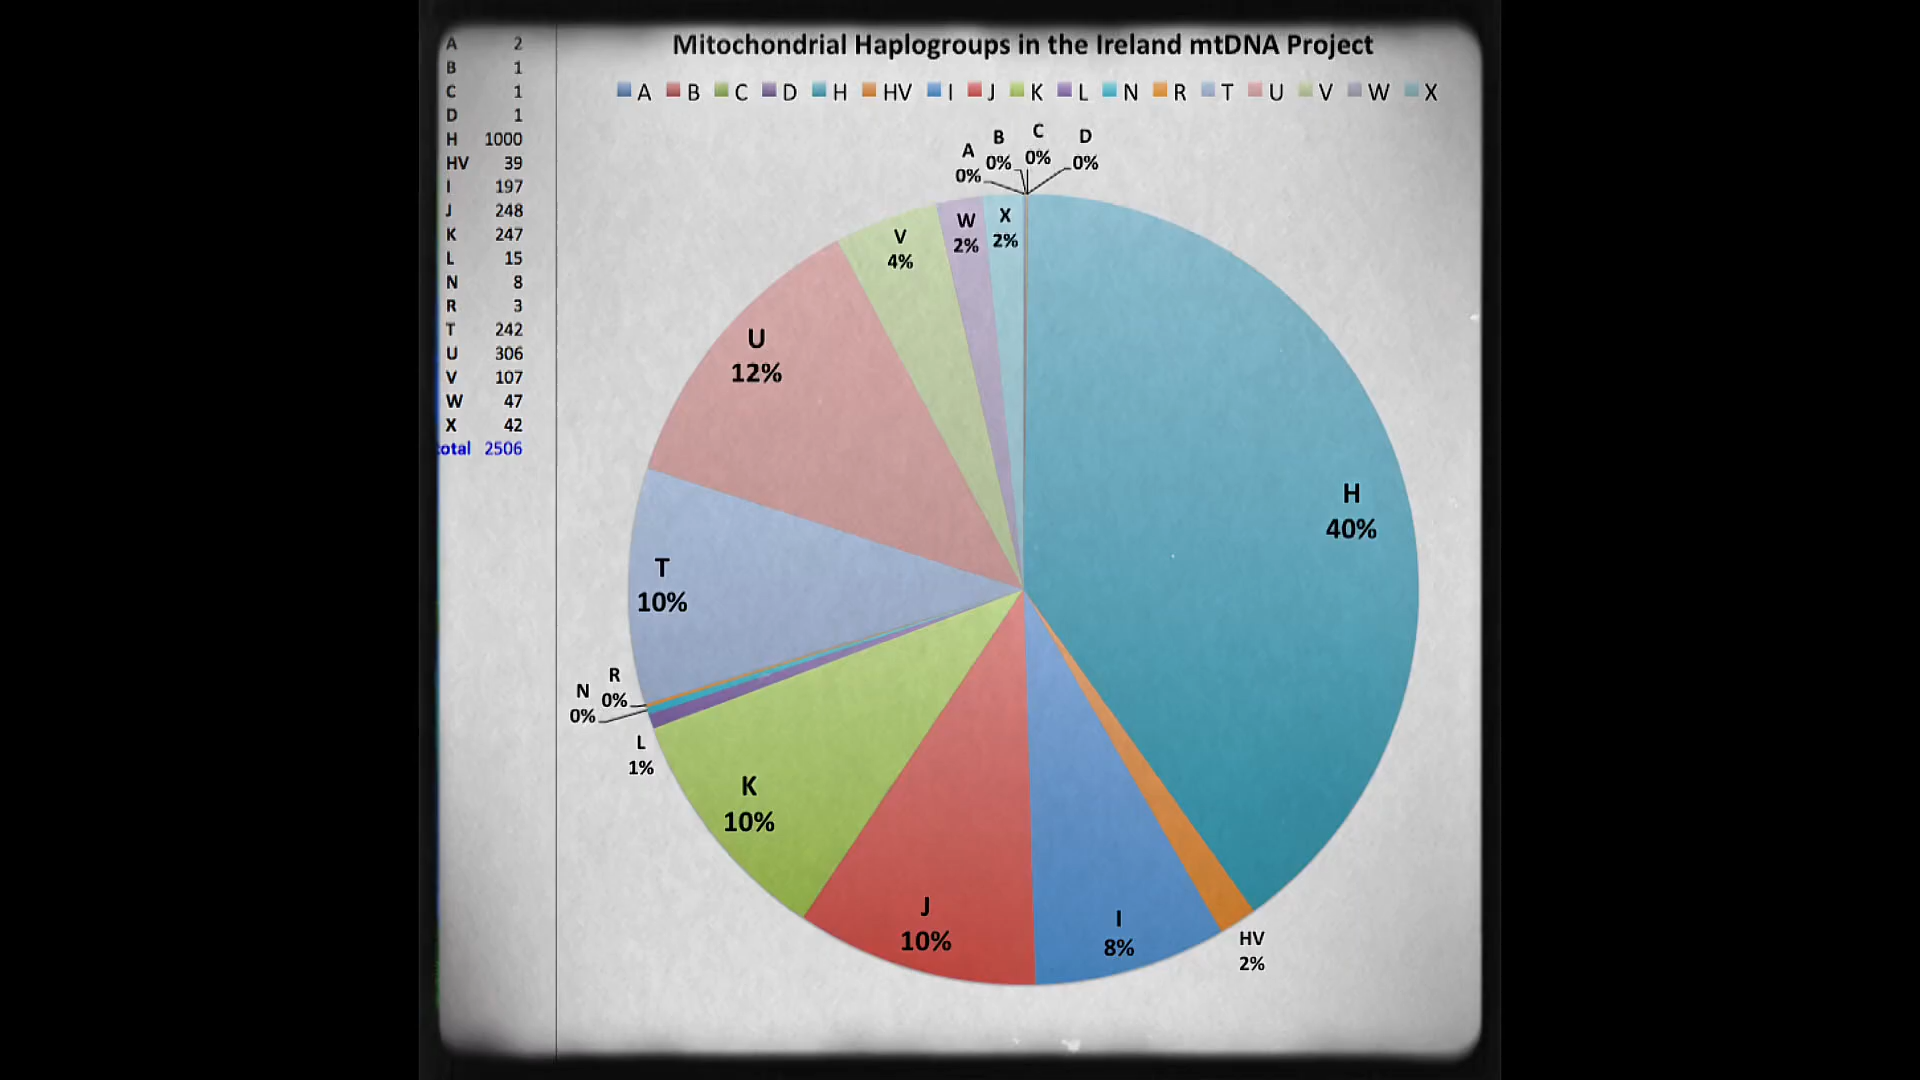 Mitochondrial Haplogroups in the Ireland mtDNA Project
A B C D H HV I J K L N R T U V W X
A 2
B 1
C 1
D 1
H 1000
HV 39
I 197
J 248
K 247
L 15
N 8
R 3
T 242
U 306
V 107
W 47
X 42
total 2506
A
0%
B
0%
C
0%
D
0%
H
40%
HV
2%
I
8%
J
10%
K
10%
L
1%
N
0%
R
0%
T
10%
U
12%
V
4%
W
2%
X
2%